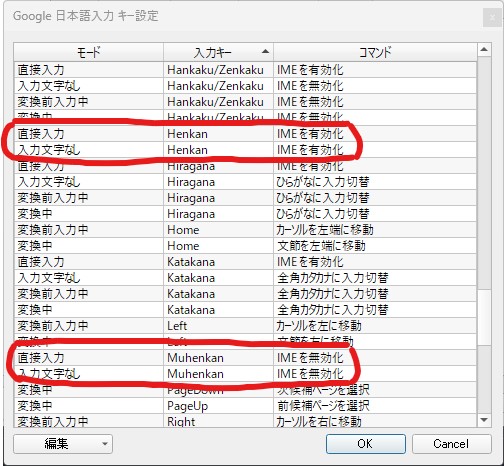 Google 日本語入力 キー設定
モード 入力キー コマンド
直接入力 Hankaku/Zenkaku IMEを有効化
入力文字なし Hankaku/Zenkaku IMEを無効化
変換前入力中 Hankaku/Zenkaku IMEを無効化
変換中 Hankaku/Zenkaku IMEを無効化
直接入力 Henkan IMEを有効化
入力文字なし Henkan IMEを有効化
直接入力 Hiragana IMEを有効化
入力文字なし Hiragana ひらがなに入力切替
変換前入力中 Hiragana ひらがなに入力切替
変換中 Hiragana ひらがなに入力切替
変換前入力中 Home カーソルを左端に移動
変換中 Home 文節を左端に移動
直接入力 Katakana IMEを有効化
入力文字なし Katakana 全角カタカナに入力切替
変換前入力中 Katakana 全角カタカナに入力切替
変換中 Katakana 全角カタカナに入力切替
変換前入力中 Left カーソルを左に移動
変換中 Left 文節を左に移動
直接入力 Muhenkan IMEを無効化
入力文字なし Muhenkan IMEを無効化
変換中 PageDown 次候補ページを選択
変換中 PageUp 前候補ページを選択
変換前入力中 Right カーソルを右に移動
編集 OK Cancel